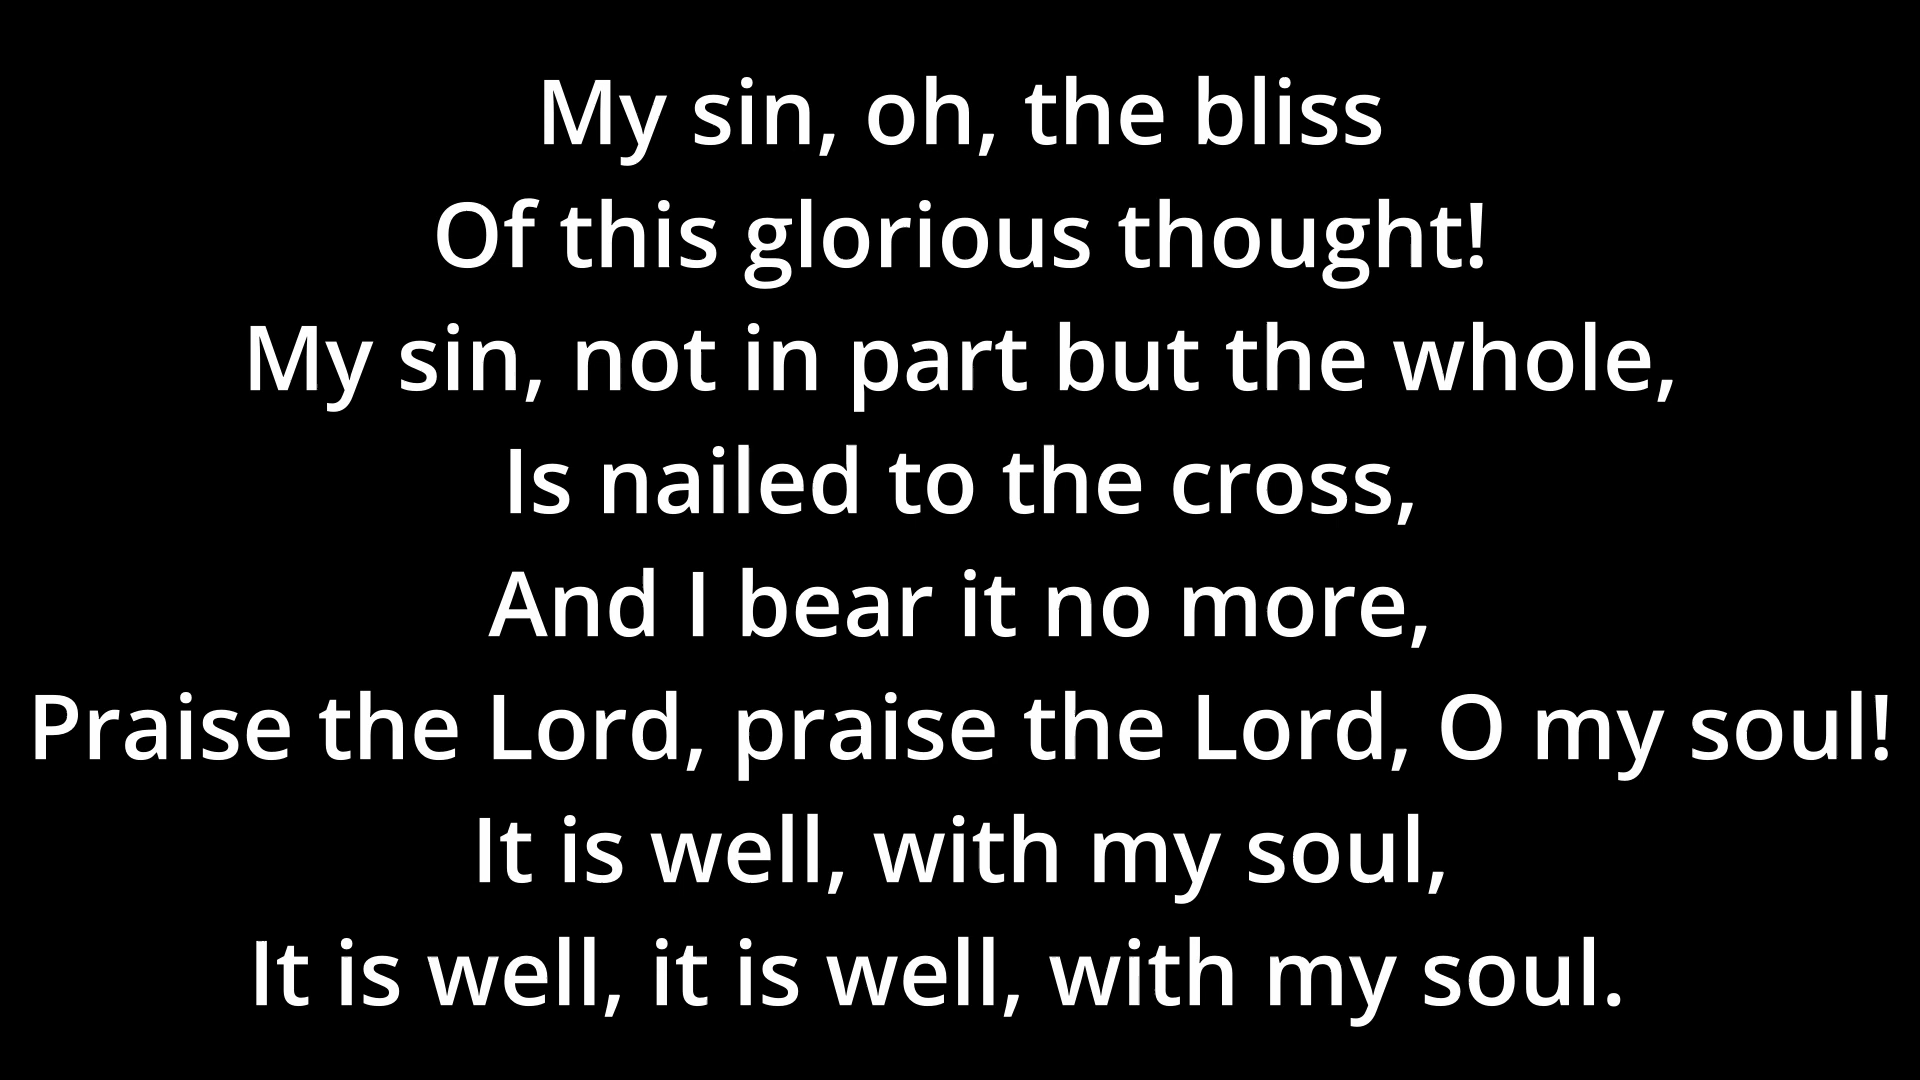 My sin, oh, the bliss
Of this glorious thought!
My sin, not in part but the whole,
Is nailed to the cross,
And I bear it no more,
Praise the Lord, praise the Lord, O my soul!
It is well, with my soul,
It is well, it is well, with my soul.